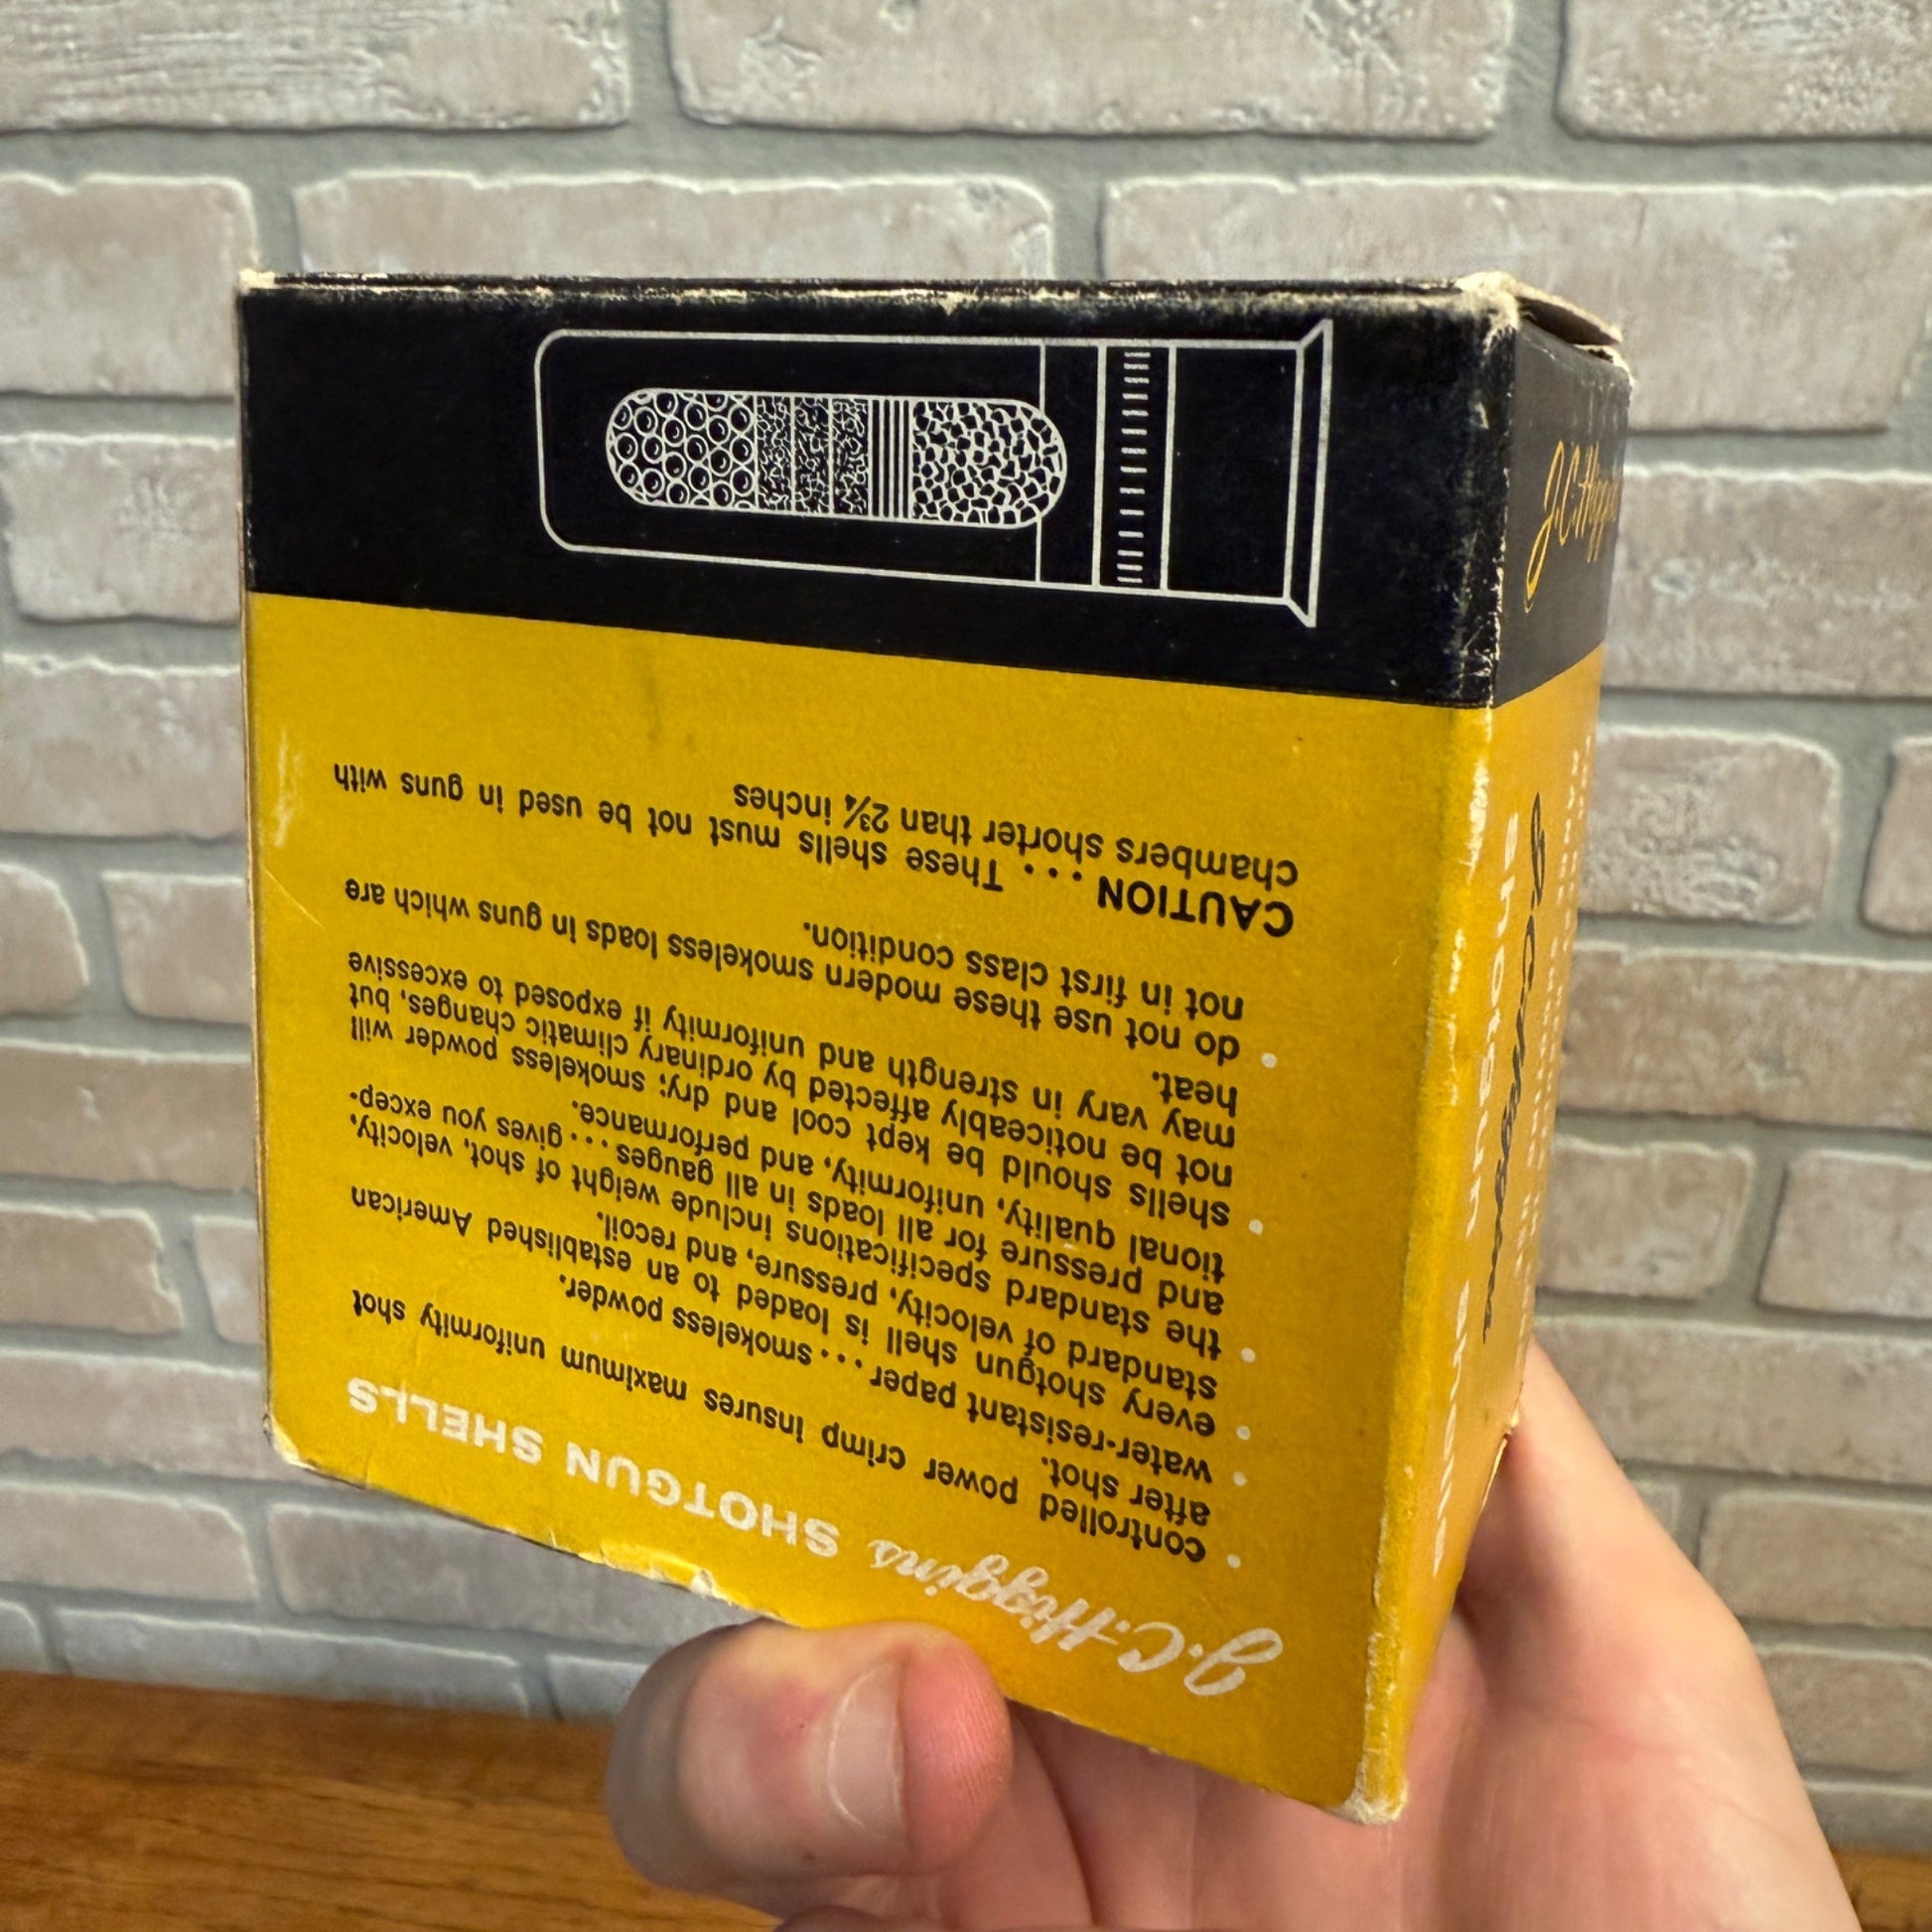 J.C. Higgins SHOTGUN SHELLS
• controlled power crimp insures maximum uniformity shot
after shot.
• water-resistant paper...smokeless powder.
• every shotgun shell is loaded to an established American
standard of velocity, pressure, and recoil.
• the standard specifications include weight of shot, velocity,
and pressure for all loads in all gauges...gives you excep-
tional quality, uniformity, and performance.
• shells should be kept cool and dry; smokeless powder will
not be noticeably affected by ordinary climatic changes, but,
may vary in strength and uniformity if exposed to excessive
heat.
• do not use these modern smokeless loads in guns which are
not in first class condition.
CAUTION... These shells must not be used in guns with
chambers shorter than 2¾ inches
J.C. Higgins